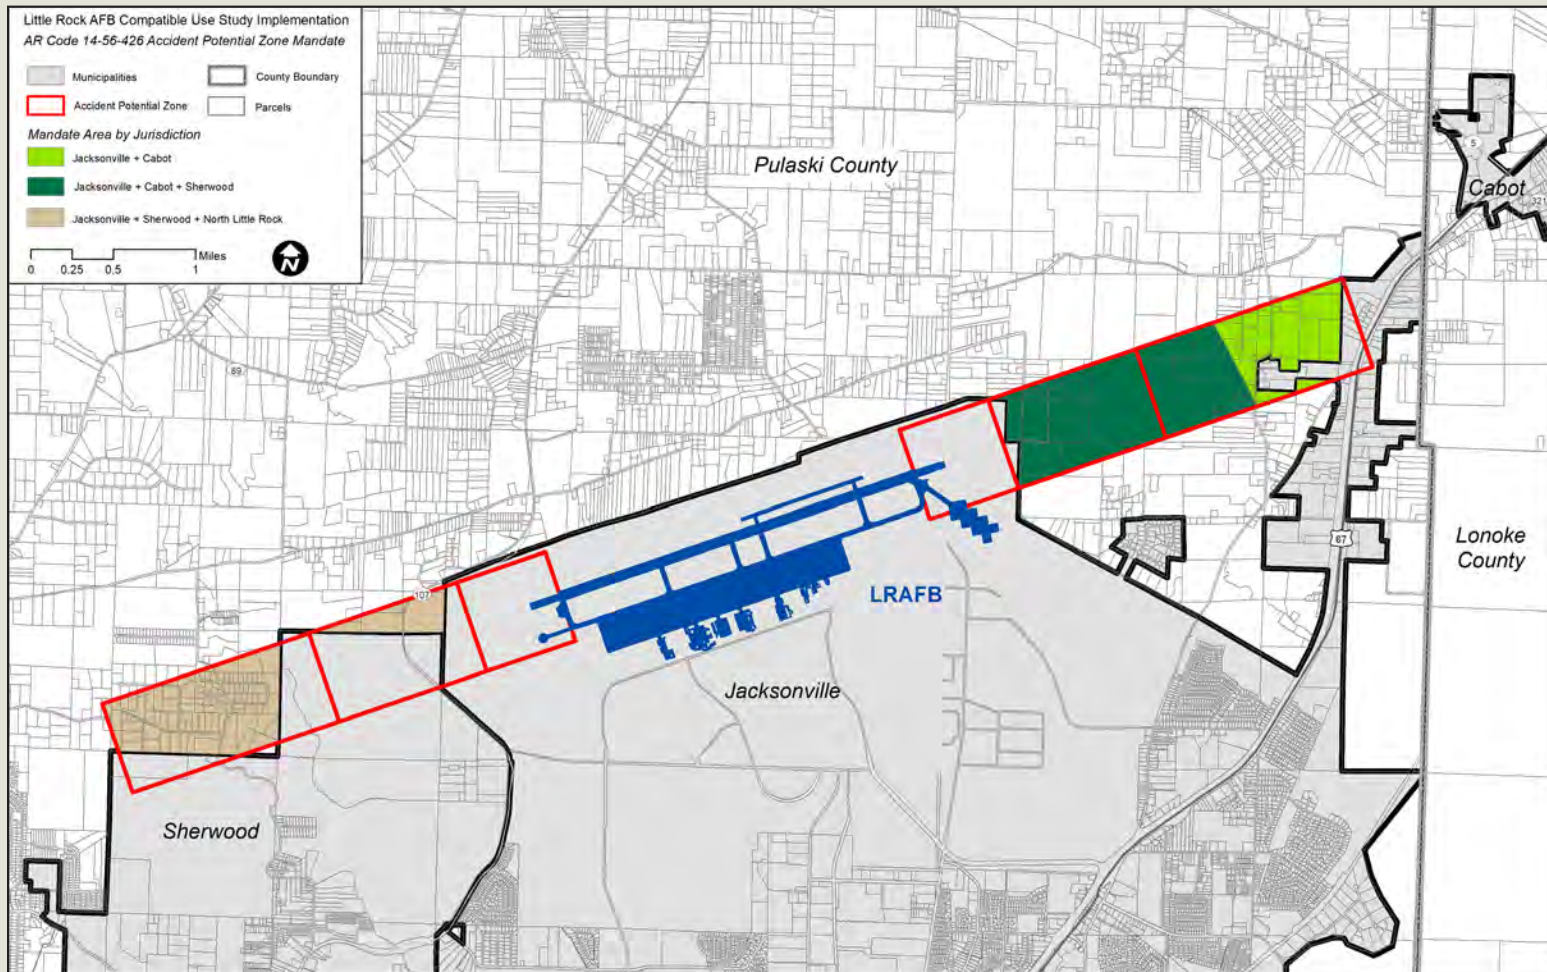 Little Rock AFB Compatible Use Study Implementation
AR Code 14-56-426 Accident Potential Zone Mandate
Municipalities
County Boundary
Accident Potential Zone
Parcels
Mandate Area by Jurisdiction
Jacksonville + Cabot
Jacksonville + Cabot + Sherwood
Jacksonville + Sherwood + North Little Rock
Miles
0 0.25 0.5 1
N
Pulaski County
5
Cabot
321
89
67
Lonoke
County
107
LRAFB
Jacksonville
Sherwood